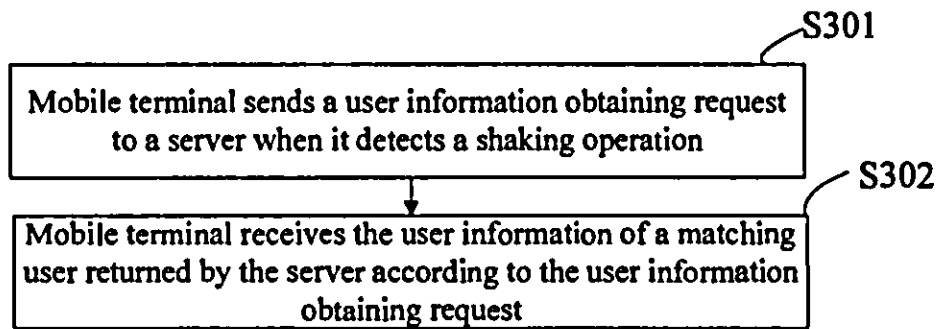 S301
Mobile terminal sends a user information obtaining request
to a server when it detects a shaking operation
S302
Mobile terminal receives the user information of a matching
user returned by the server according to the user information
obtaining request